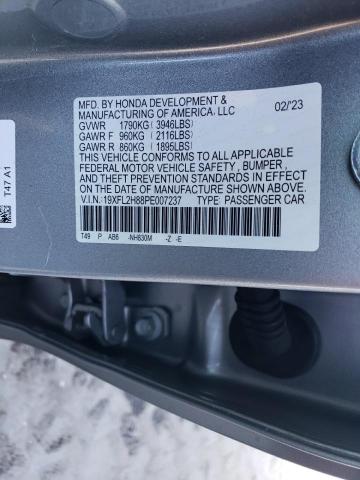 MFD. BY HONDA DEVELOPMENT &
MANUFACTURING OF AMERICA, LLC 02/'23
GVWR 1790KG(3946LBS)
GAWR F 960KG(2116LBS)
GAWR R 860KG(1895LBS)
THIS VEHICLE CONFORMS TO ALL APPLICABLE
FEDERAL MOTOR VEHICLE SAFETY, BUMPER,
AND THEFT PREVENTION STANDARDS IN EFFECT
ON THE DATE OF MANUFACTURE SHOWN ABOVE.
V.I.N.:19XFL2H88PE007237 TYPE: PASSENGER CAR
T49 P AB6 -NH830M -Z -E
T47 A1